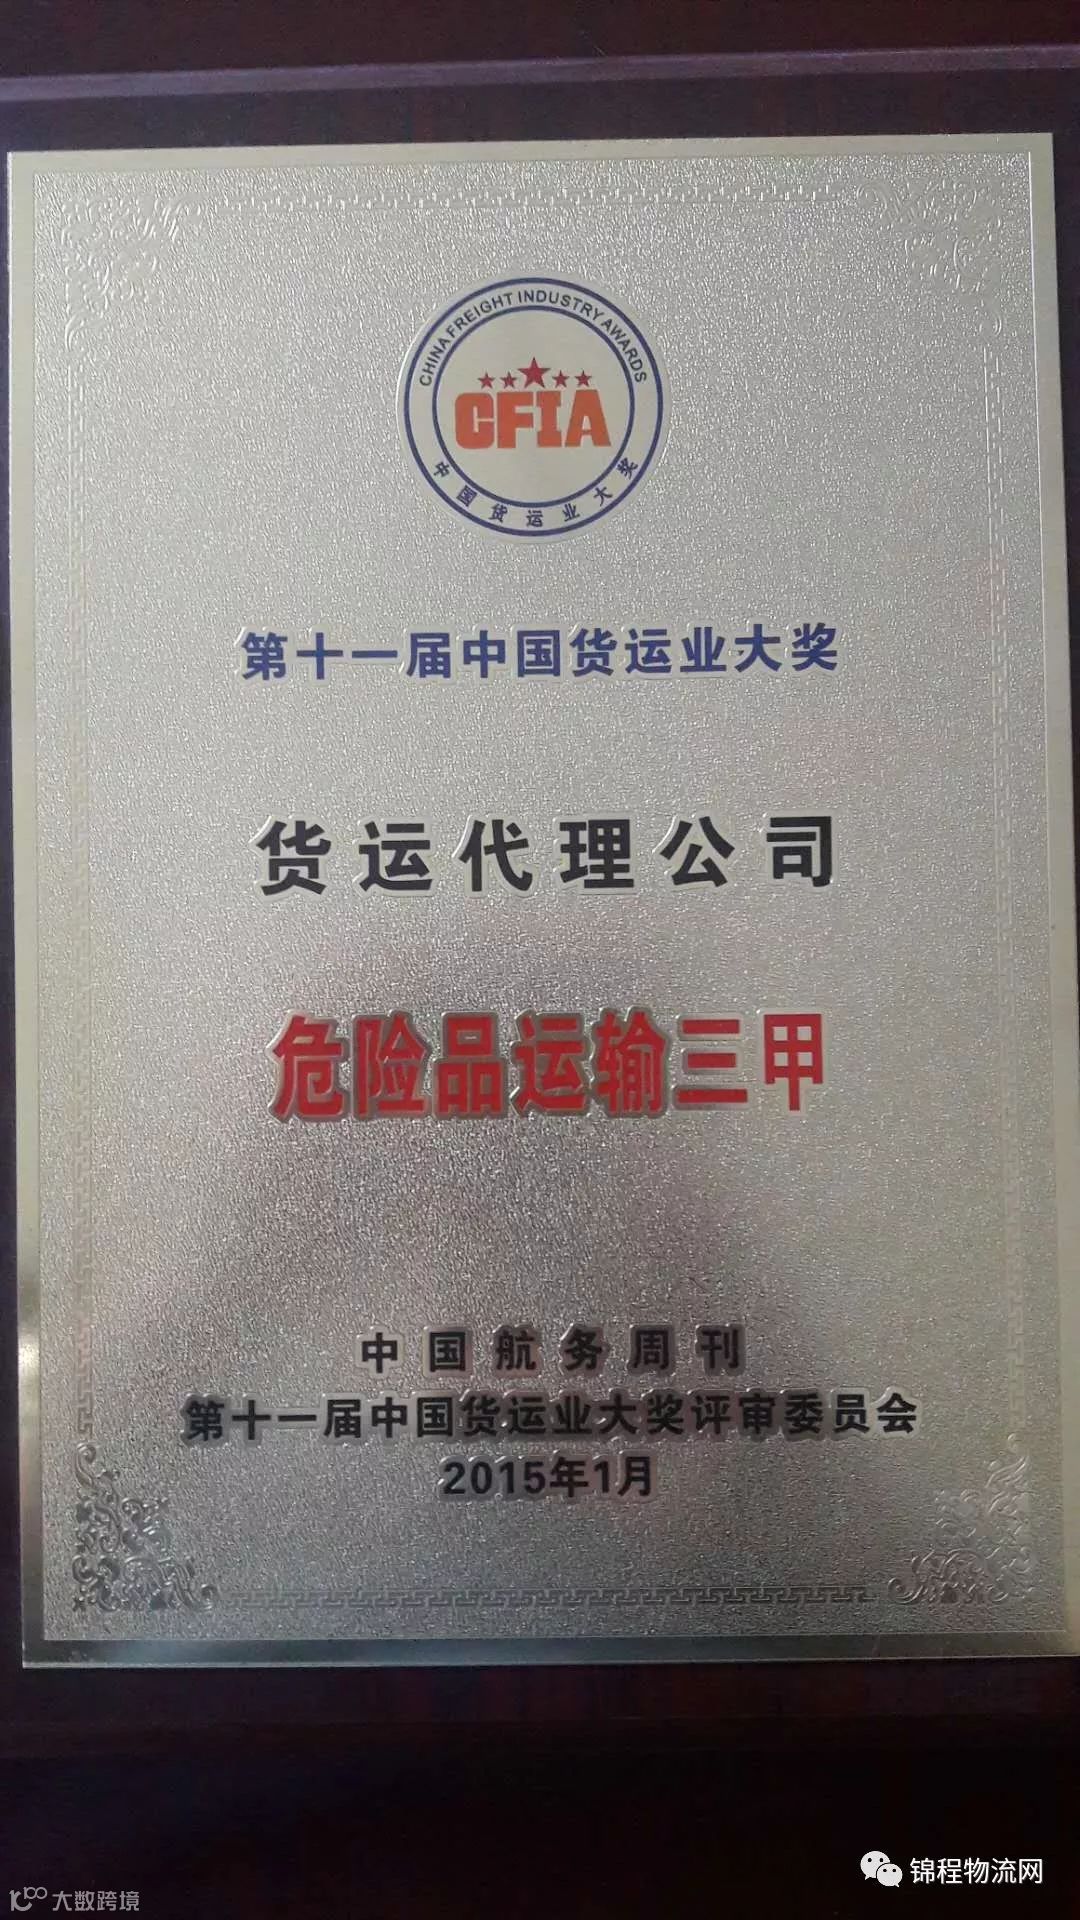 CHINA FREIGHT INDUSTRY AWARDS
CFIA
中国货运业大奖
第十一届中国货运业大奖
货运代理公司
危险品运输三甲
中国航务周刊
第十一届中国货运业大奖评审委员会
2015年1月
锦程物流网
大数跨境